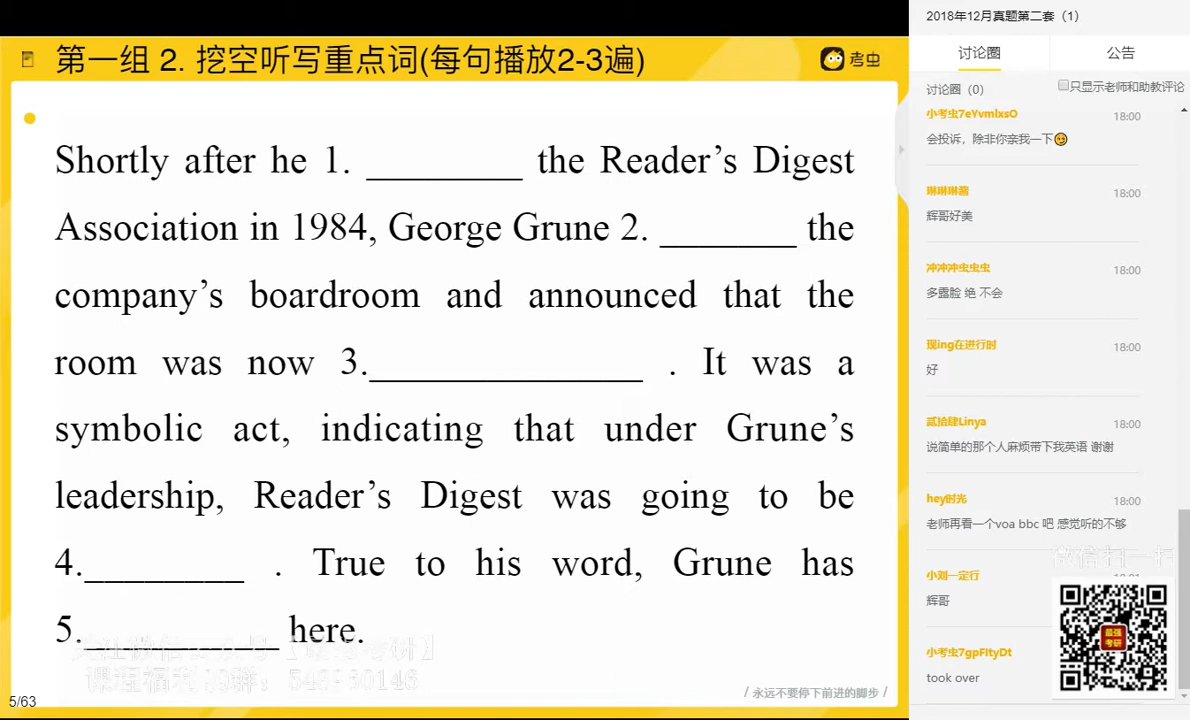 第一组 2. 挖空听写重点词(每句播放2-3遍)
考虫
Shortly after he 1. ________ the Reader’s Digest
Association in 1984, George Grune 2. _______ the
company’s boardroom and announced that the
room was now 3.______________ . It was a
symbolic act, indicating that under Grune’s
leadership, Reader’s Digest was going to be
4.________ . True to his word, Grune has
5.__________ here.
/ 永远不要停下前进的脚步 /
5/63
2018年12月真题第二套（1）
讨论圈 公告
讨论圈（0） 只显示老师和助教评论
小考虫7eYvmlxsO 18:00
会投诉，除非你亲我一下
琳琳琳酱 18:00
辉哥好美
冲冲冲虫虫虫 18:00
多露脸 绝 不会
现ing在进行时 18:00
好
贰拾肆Linya 18:00
说简单的那个人麻烦带下我英语 谢谢
hey时光 18:00
老师再看一个voa bbc 吧 感觉听的不够
微信扫一扫
小刘一定行
辉哥
最强
考研
小考虫7gpFItyDt
took over